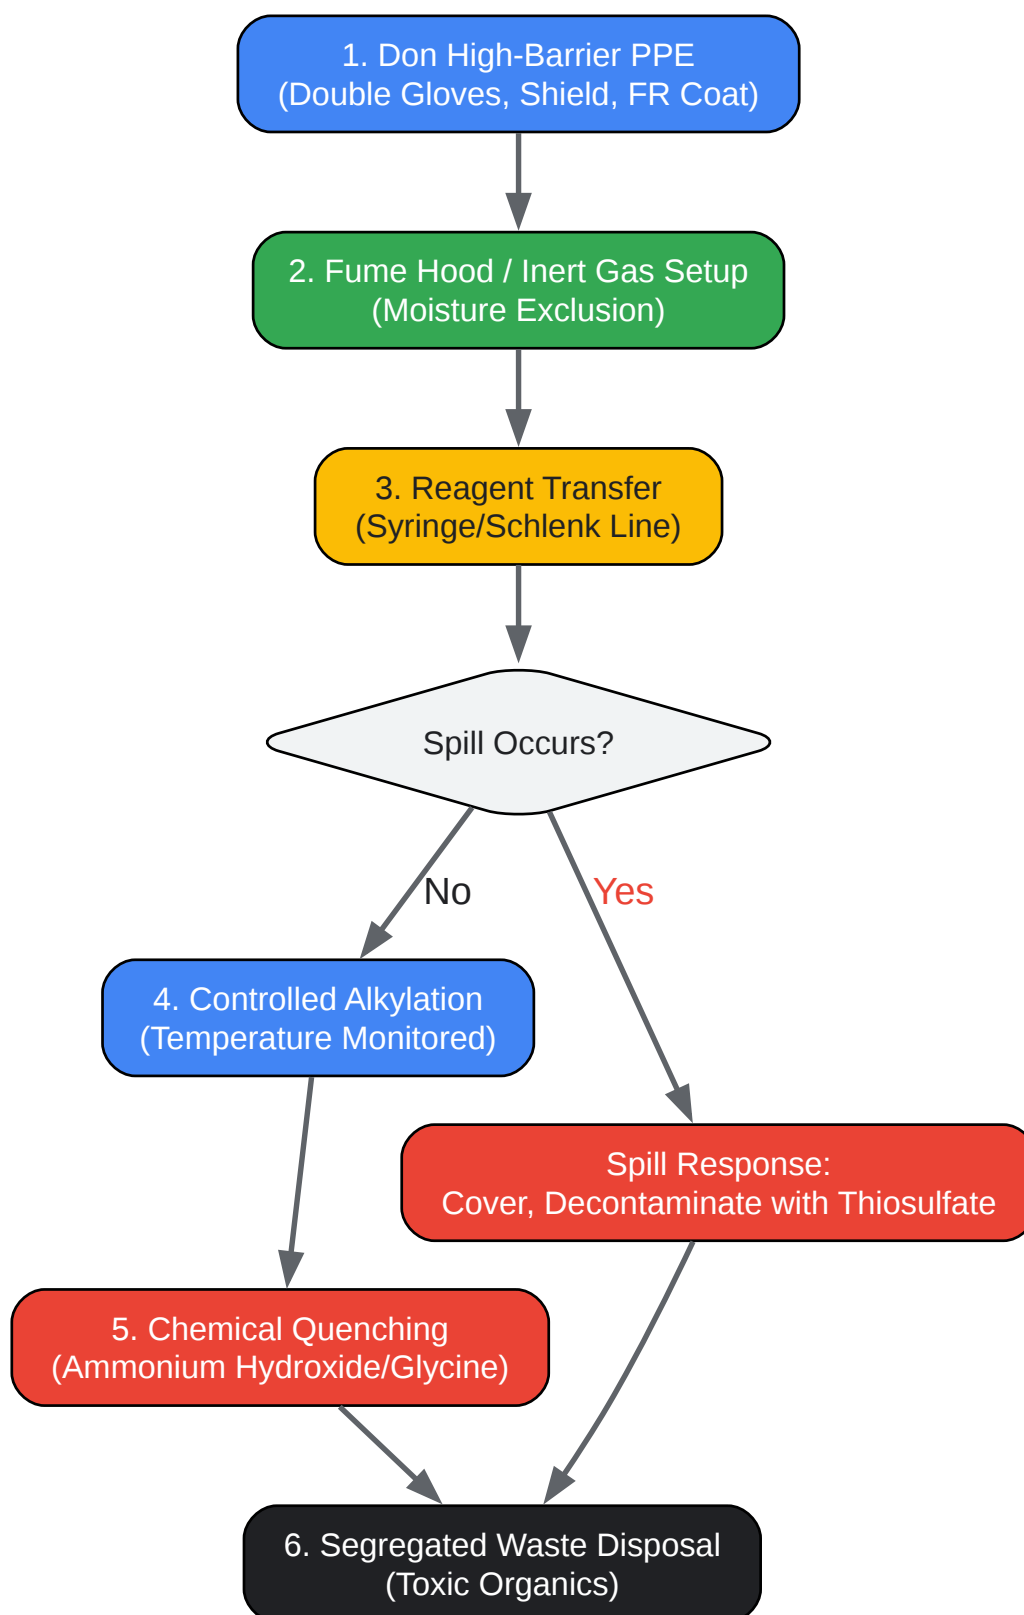 1. Don High-Barrier PPE
(Double Gloves, Shield, FR Coat)
2. Fume Hood / Inert Gas Setup
(Moisture Exclusion)
3. Reagent Transfer
(Syringe/Schlenk Line)
Spill Occurs?
No
Yes
4. Controlled Alkylation
(Temperature Monitored)
Spill Response:
Cover, Decontaminate with Thiosulfate
5. Chemical Quenching
(Ammonium Hydroxide/Glycine)
6. Segregated Waste Disposal
(Toxic Organics)